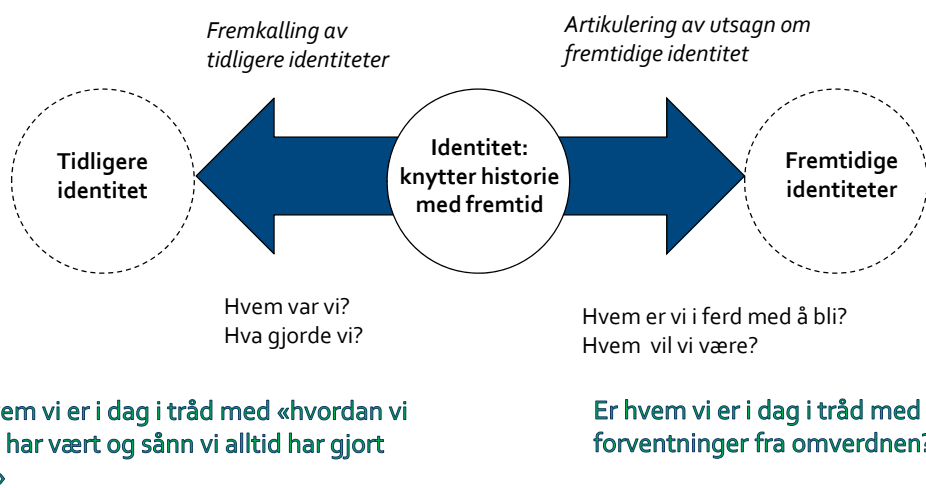 Fremkalling av
tidligere identiteter
Artikulering av utsagn om
fremtidige identitet
Tidligere
identitet
Identitet:
knytter historie
med fremtid
Fremtidige
identiteter
Hvem var vi?
Hva gjorde vi?
Hvem er vi i ferd med å bli?
Hvem  vil vi være?
em vi er i dag i tråd med «hvordan vi
har vært og sånn vi alltid har gjort
»
Er hvem vi er i dag i tråd med
forventninger fra omverdnen?